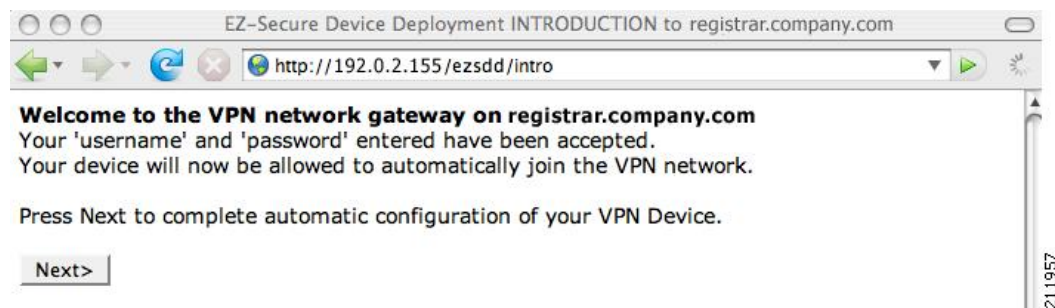 EZ-Secure Device Deployment INTRODUCTION to registrar.company.com
http://192.0.2.155/ezsdd/intro
Welcome to the VPN network gateway on registrar.company.com
Your 'username' and 'password' entered have been accepted.
Your device will now be allowed to automatically join the VPN network.
Press Next to complete automatic configuration of your VPN Device.
Next>
211957